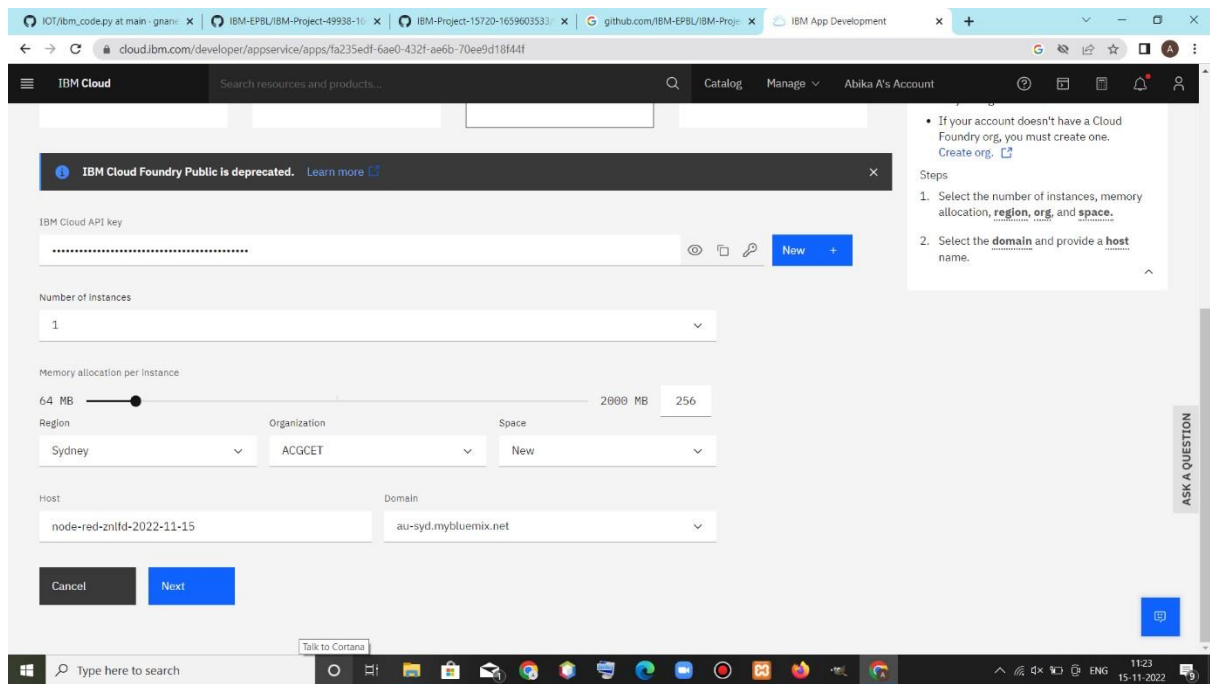 IOT/ibm_code.py at main · gnane
IBM-EPBL/IBM-Project-49938-16
IBM-Project-15720-1659603533/
github.com/IBM-EPBL/IBM-Proje
IBM App Development
cloud.ibm.com/developer/appservice/apps/fa235edf-6ae0-432f-ae6b-70ee9d18f44f
IBM Cloud
Search resources and products...
Catalog
Manage
Abika A's Account
A
IBM Cloud Foundry Public is deprecated. Learn more
IBM Cloud API key
New +
Number of instances
1
Memory allocation per instance
64 MB
2000 MB
256
Region
Organization
Space
Sydney
ACGCET
New
Host
Domain
node-red-znlfd-2022-11-15
au-syd.mybluemix.net
Cancel
Next
• If your account doesn't have a Cloud
Foundry org, you must create one.
Create org.
Steps
1. Select the number of instances, memory
allocation, region, org, and space.
2. Select the domain and provide a host
name.
ASK A QUESTION
Talk to Cortana
Type here to search
ENG
11:23
15-11-2022